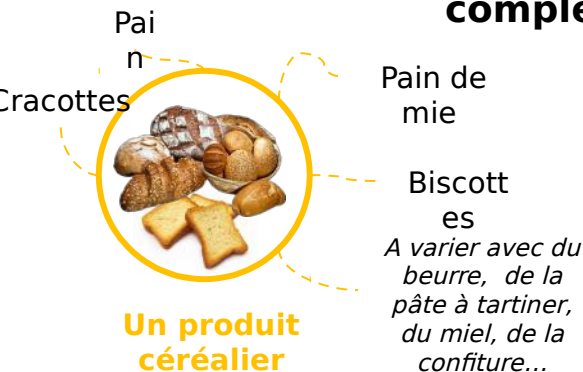 comple
Pai
n
Cracottes
Pain de
mie
Biscott
es
A varier avec du
beurre, de la
pâte à tartiner,
du miel, de la
confiture…
Un produit
céréalier